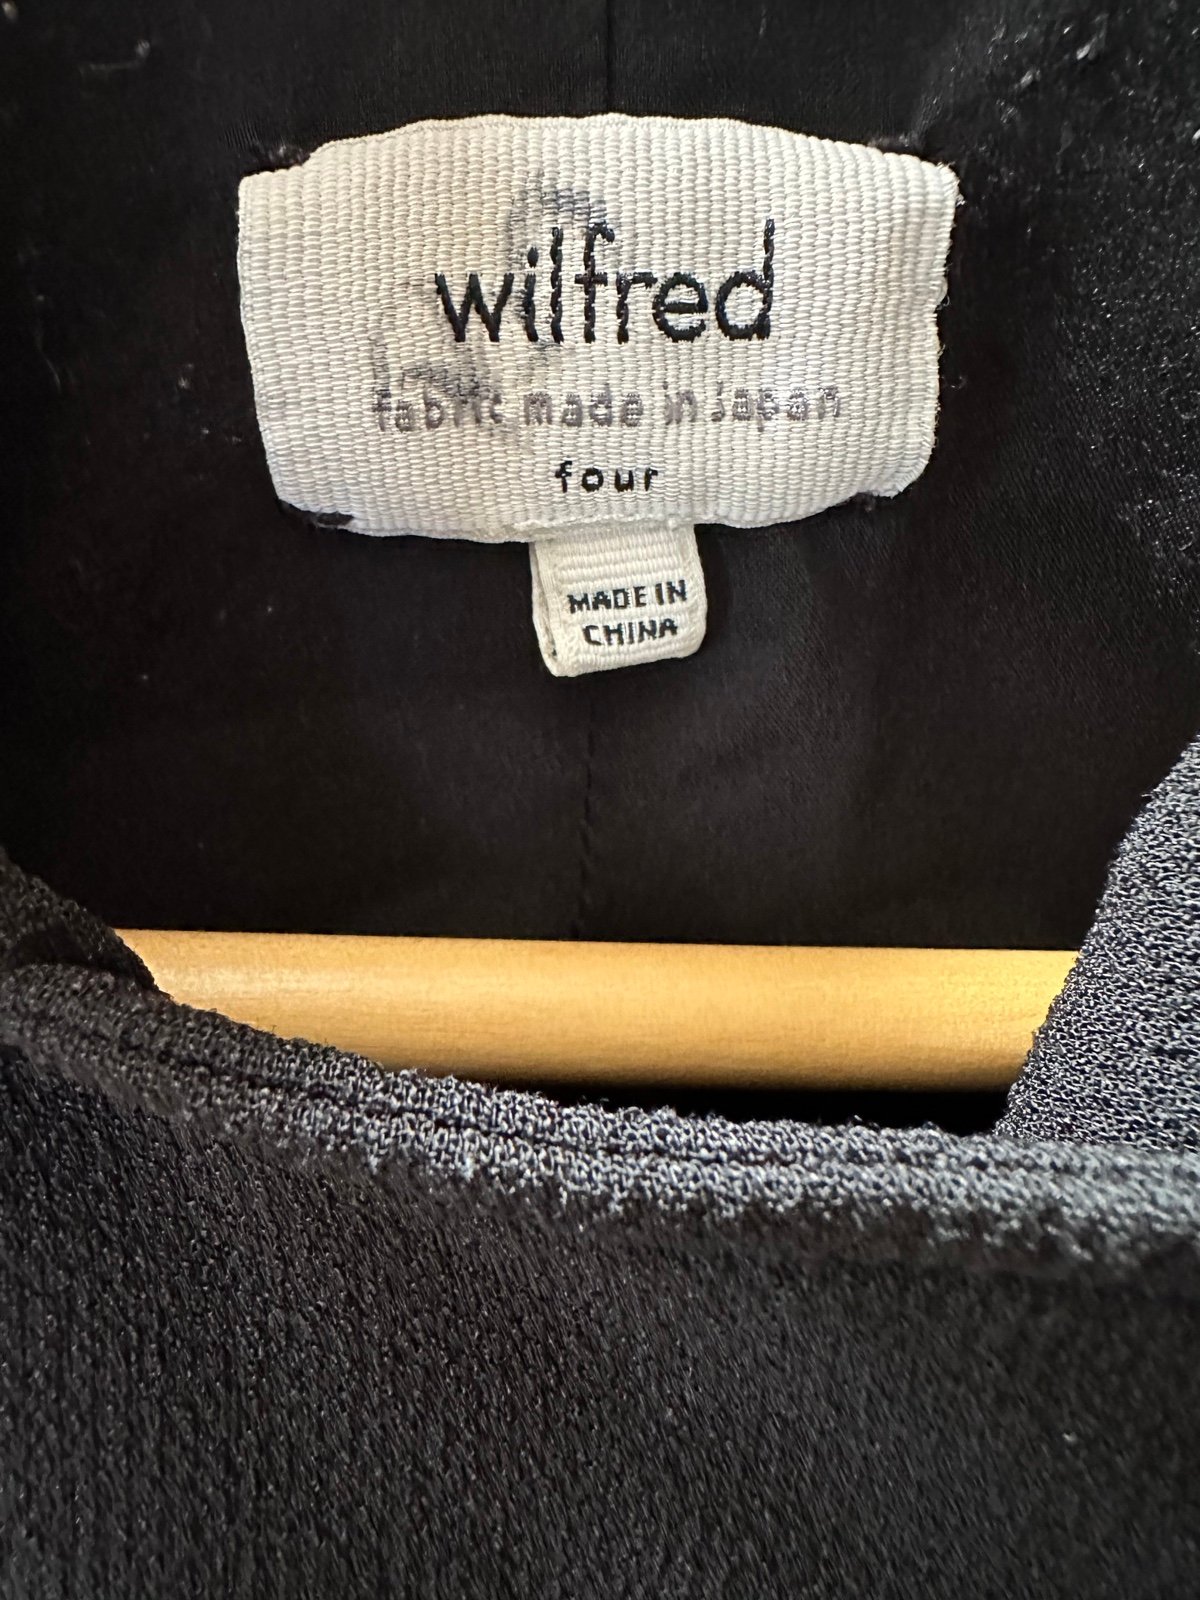 wilfred
fabric made in Japan
four
MADE IN
CHINA